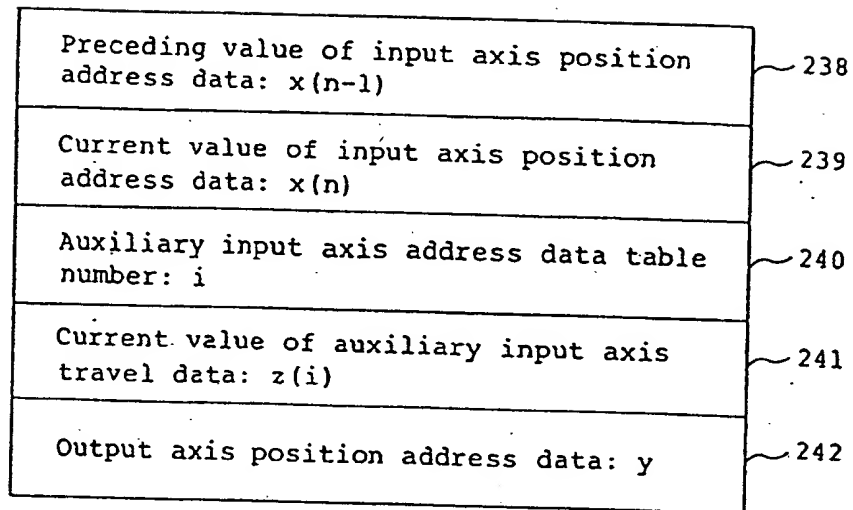 Preceding value of input axis position
address data: x(n-1)
238
Current value of input axis position
address data: x(n)
239
Auxiliary input axis address data table
number: i
240
Current value of auxiliary input axis
travel data: z(i)
241
Output axis position address data: y
242